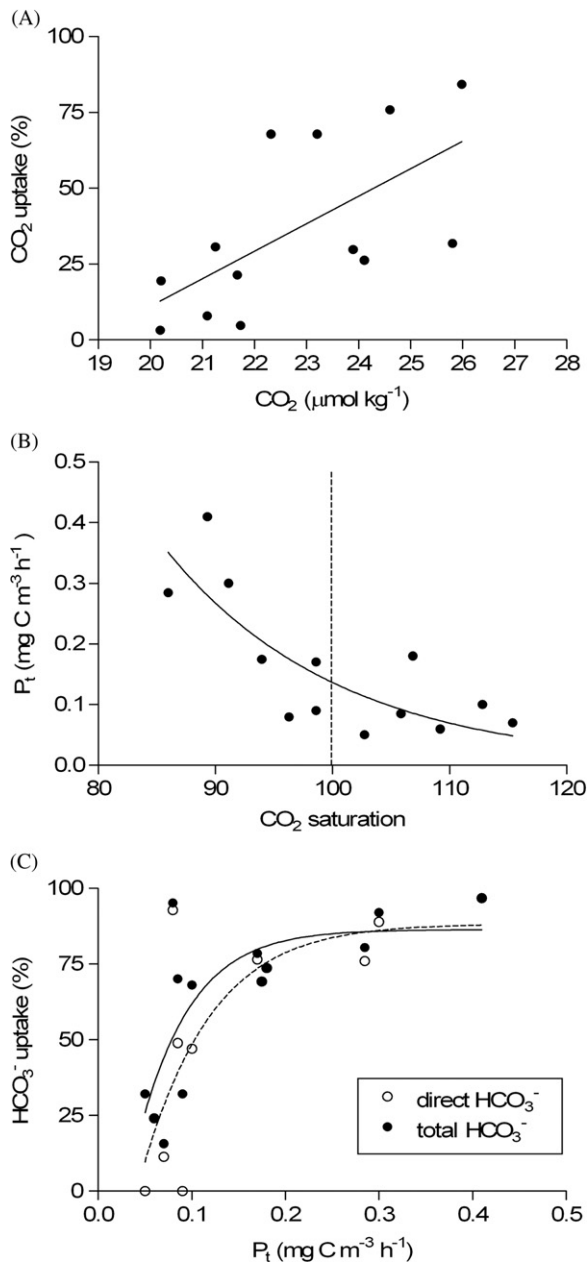 (A)
100
75
50
25
0
CO₂ uptake (%)
19 20 21 22 23 24 25 26 27 28
CO₂ (µmol kg⁻¹)
(B)
0.5
0.4
0.3
0.2
0.1
0.0
Pₜ (mg C m⁻³ h⁻¹)
80 90 100 110 120
CO₂ saturation
(C)
100
75
50
25
0
HCO₃⁻ uptake (%)
direct HCO₃⁻
total HCO₃⁻
0.0 0.1 0.2 0.3 0.4 0.5
Pₜ (mg C m⁻³ h⁻¹)